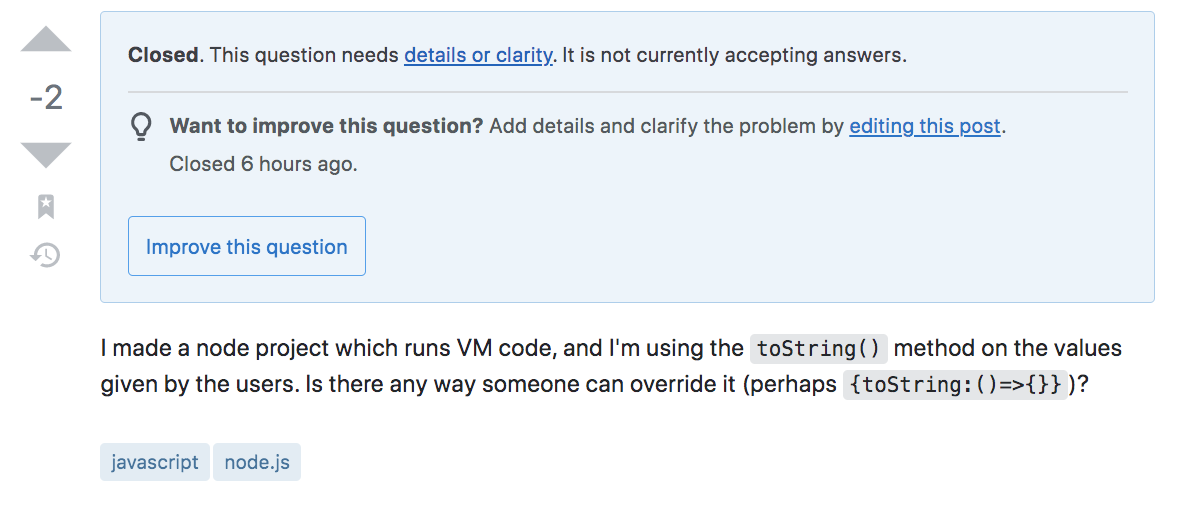 Closed. This question needs details or clarity. It is not currently accepting answers.
-2
Want to improve this question? Add details and clarify the problem by editing this post.
Closed 6 hours ago.
Improve this question
I made a node project which runs VM code, and I'm using the toString() method on the values
given by the users. Is there any way someone can override it (perhaps {toString:()=>{}})?
javascript node.js